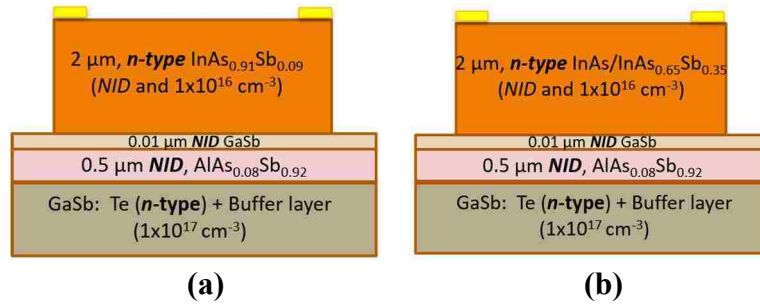 2 μm, n-type InAs₀.₉₁Sb₀.₀₉
(NID and 1x10¹⁶ cm⁻³)
0.01 μm NID GaSb
0.5 μm NID, AlAs₀.₀₈Sb₀.₉₂
GaSb: Te (n-type) + Buffer layer
(1x10¹⁷ cm⁻³)
(a)
2 μm, n-type InAs/InAs₀.₆₅Sb₀.₃₅
(NID and 1x10¹⁶ cm⁻³)
0.01 μm NID GaSb
0.5 μm NID, AlAs₀.₀₈Sb₀.₉₂
GaSb: Te (n-type) + Buffer layer
(1x10¹⁷ cm⁻³)
(b)